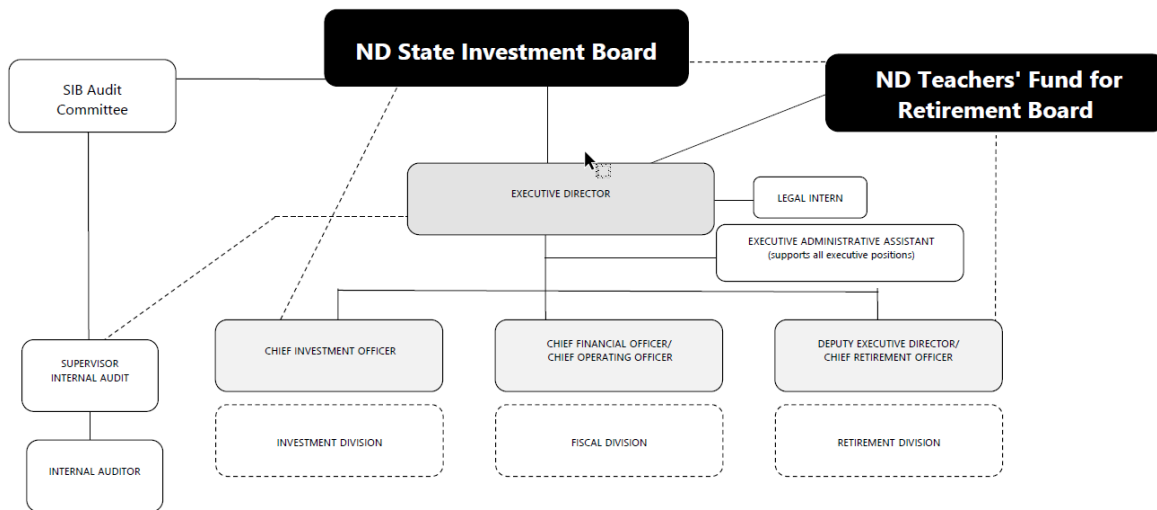 ND State Investment Board
SIB Audit
Committee
ND Teachers' Fund for
Retirement Board
EXECUTIVE DIRECTOR
LEGAL INTERN
EXECUTIVE ADMINISTRATIVE ASSISTANT
(supports all executive positions)
CHIEF INVESTMENT OFFICER
CHIEF FINANCIAL OFFICER/
CHIEF OPERATING OFFICER
DEPUTY EXECUTIVE DIRECTOR/
CHIEF RETIREMENT OFFICER
SUPERVISOR
INTERNAL AUDIT
INVESTMENT DIVISION
FISCAL DIVISION
RETIREMENT DIVISION
INTERNAL AUDITOR